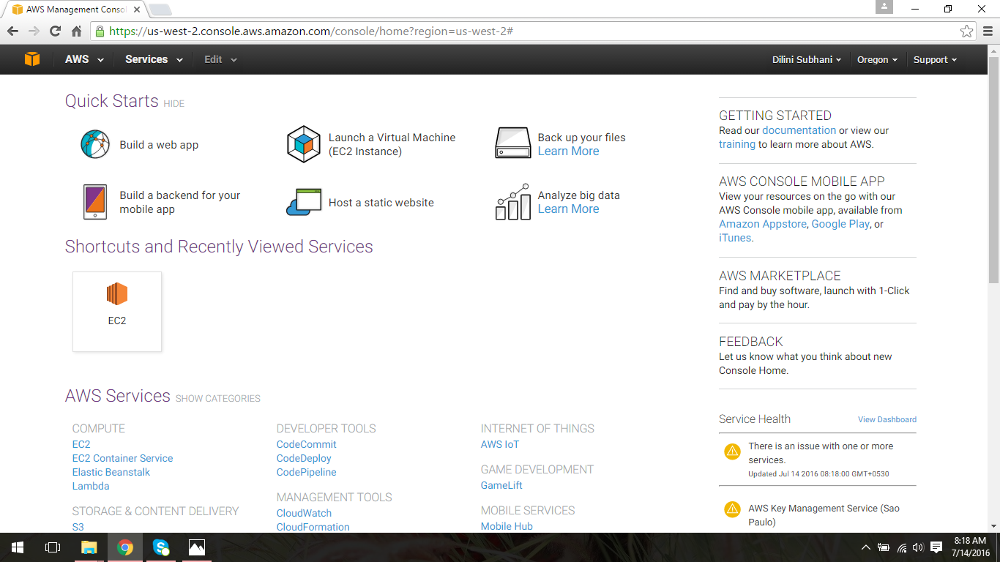 AWS Management Consol
https://us-west-2.console.aws.amazon.com/console/home?region=us-west-2#
AWS Services Edit Dilini Subhani Oregon Support
Quick Starts HIDE
Build a web app
Launch a Virtual Machine
(EC2 Instance)
Back up your files
Learn More
Build a backend for your
mobile app
Host a static website
Analyze big data
Learn More
Shortcuts and Recently Viewed Services
EC2
AWS Services SHOW CATEGORIES
COMPUTE
EC2
EC2 Container Service
Elastic Beanstalk
Lambda
STORAGE & CONTENT DELIVERY
S3
DEVELOPER TOOLS
CodeCommit
CodeDeploy
CodePipeline
MANAGEMENT TOOLS
CloudWatch
CloudFormation
INTERNET OF THINGS
AWS IoT
GAME DEVELOPMENT
GameLift
MOBILE SERVICES
Mobile Hub
GETTING STARTED
Read our documentation or view our
training to learn more about AWS.
AWS CONSOLE MOBILE APP
View your resources on the go with our
AWS Console mobile app, available from
Amazon Appstore, Google Play, or
iTunes.
AWS MARKETPLACE
Find and buy software, launch with 1-Click
and pay by the hour.
FEEDBACK
Let us know what you think about new
Console Home.
Service Health View Dashboard
There is an issue with one or more
services.
Updated Jul 14 2016 08:18:00 GMT+0530
AWS Key Management Service (Sao
Paulo)
8:18 AM
7/14/2016